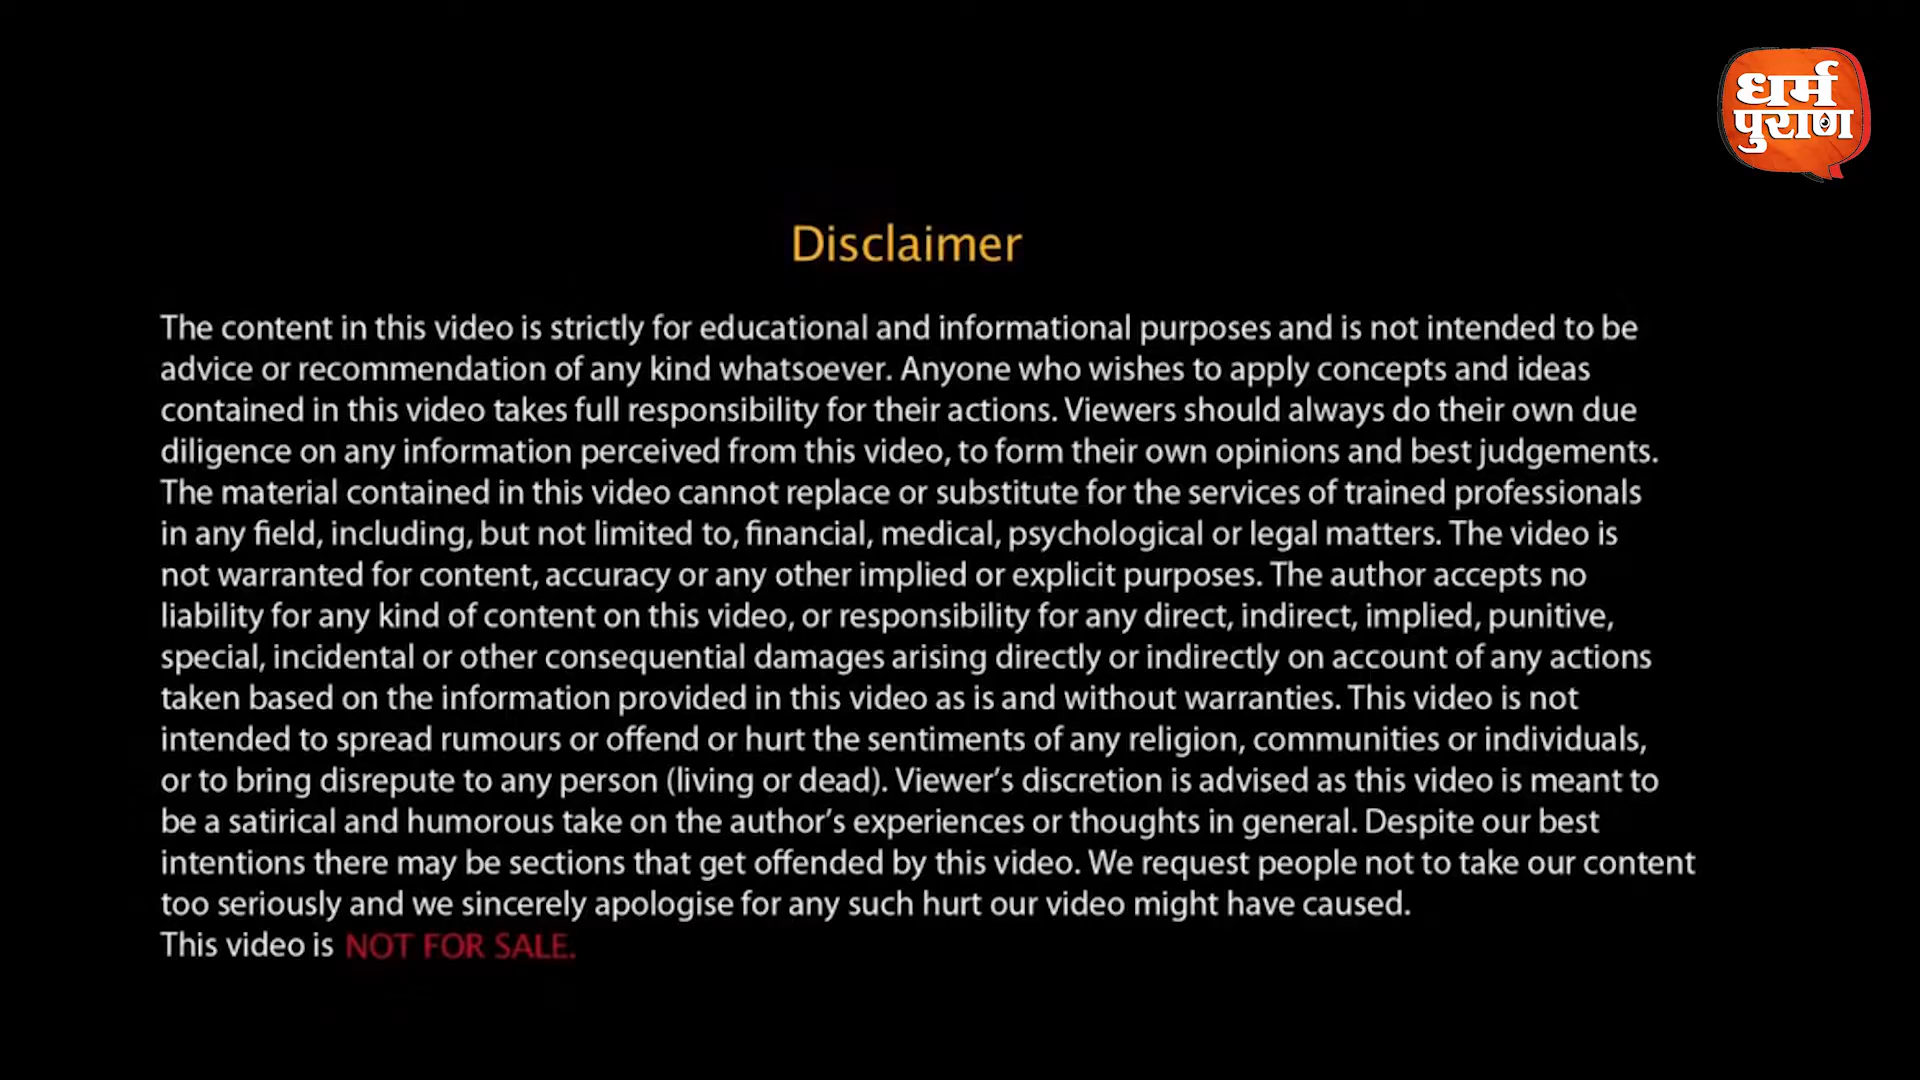 धर्म
पुराण
Disclaimer
The content in this video is strictly for educational and informational purposes and is not intended to be
advice or recommendation of any kind whatsoever. Anyone who wishes to apply concepts and ideas
contained in this video takes full responsibility for their actions. Viewers should always do their own due
diligence on any information perceived from this video, to form their own opinions and best judgements.
The material contained in this video cannot replace or substitute for the services of trained professionals
in any field, including, but not limited to, financial, medical, psychological or legal matters. The video is
not warranted for content, accuracy or any other implied or explicit purposes. The author accepts no
liability for any kind of content on this video, or responsibility for any direct, indirect, implied, punitive,
special, incidental or other consequential damages arising directly or indirectly on account of any actions
taken based on the information provided in this video as is and without warranties. This video is not
intended to spread rumours or offend or hurt the sentiments of any religion, communities or individuals,
or to bring disrepute to any person (living or dead). Viewer’s discretion is advised as this video is meant to
be a satirical and humorous take on the author’s experiences or thoughts in general. Despite our best
intentions there may be sections that get offended by this video. We request people not to take our content
too seriously and we sincerely apologise for any such hurt our video might have caused.
This video is NOT FOR SALE.